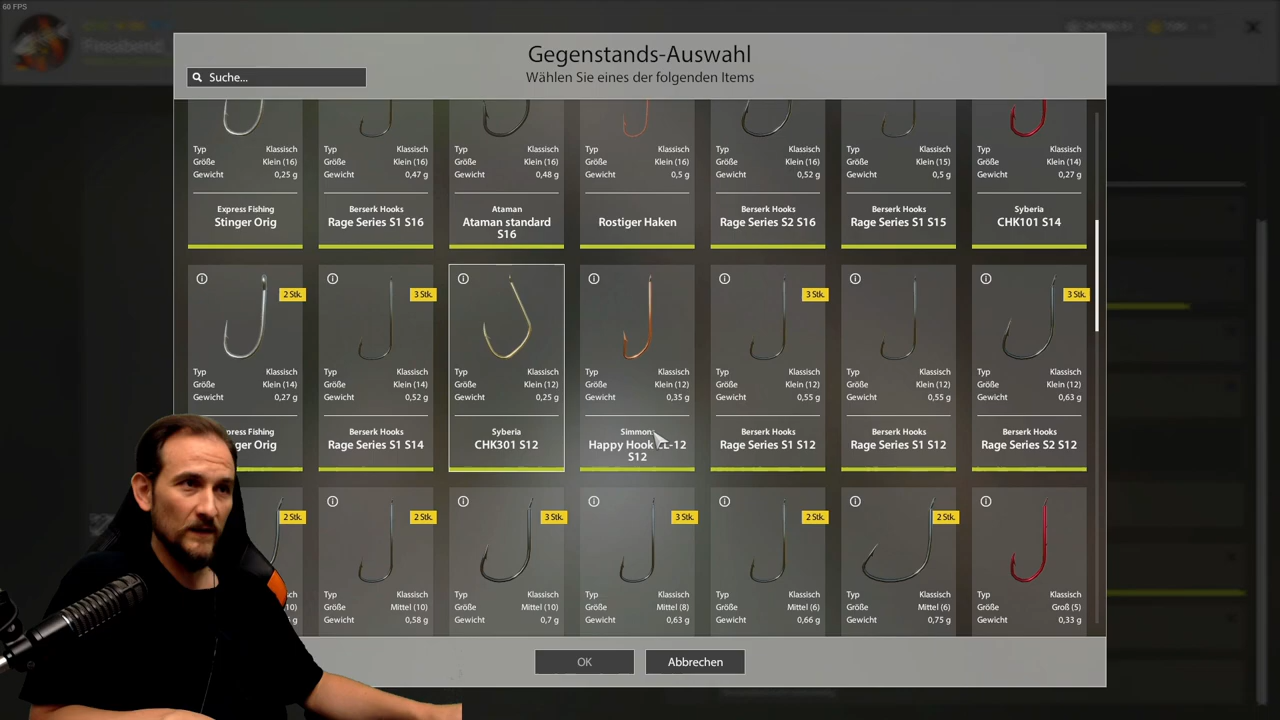 60 FPS
Gegenstands-Auswahl
Wählen Sie eines der folgenden Items
Suche...
Typ Klassisch
Größe Klein (16)
Gewicht 0,25 g
Express Fishing
Stinger Orig
Typ Klassisch
Größe Klein (16)
Gewicht 0,47 g
Berserk Hooks
Rage Series S1 S16
Typ Klassisch
Größe Klein (16)
Gewicht 0,48 g
Ataman
Ataman standard
S16
Typ Klassisch
Größe Klein (16)
Gewicht 0,5 g
Rostiger Haken
Typ Klassisch
Größe Klein (16)
Gewicht 0,52 g
Berserk Hooks
Rage Series S2 S16
Typ Klassisch
Größe Klein (15)
Gewicht 0,5 g
Berserk Hooks
Rage Series S1 S15
Typ Klassisch
Größe Klein (14)
Gewicht 0,27 g
Syberia
CHK101 S14
2 Stk.
Typ Klassisch
Größe Klein (14)
Gewicht 0,27 g
Orig
3 Stk.
Typ Klassisch
Größe Klein (14)
Gewicht 0,52 g
Berserk Hooks
Rage Series S1 S14
Typ Klassisch
Größe Klein (12)
Gewicht 0,25 g
Syberia
CHK301 S12
Typ Klassisch
Größe Klein (12)
Gewicht 0,35 g
Happy Hook
S12
3 Stk.
Typ Klassisch
Größe Klein (12)
Gewicht 0,55 g
Berserk Hooks
Rage Series S1 S12
Typ Klassisch
Größe Klein (12)
Gewicht 0,55 g
Berserk Hooks
Rage Series S1 S12
3 Stk.
Typ Klassisch
Größe Klein (12)
Gewicht 0,63 g
Berserk Hooks
Rage Series S2 S12
2 Stk.
2 Stk.
Typ Klassisch
Größe Mittel (10)
Gewicht 0,58 g
3 Stk.
Typ Klassisch
Größe Mittel (10)
Gewicht 0,7 g
3 Stk.
Typ Klassisch
Größe Mittel (8)
Gewicht 0,63 g
2 Stk.
Typ Klassisch
Größe Mittel (6)
Gewicht 0,66 g
2 Stk.
Typ Klassisch
Größe Mittel (6)
Gewicht 0,75 g
Typ Klassisch
Größe Groß (5)
Gewicht 0,33 g
OK
Abbrechen